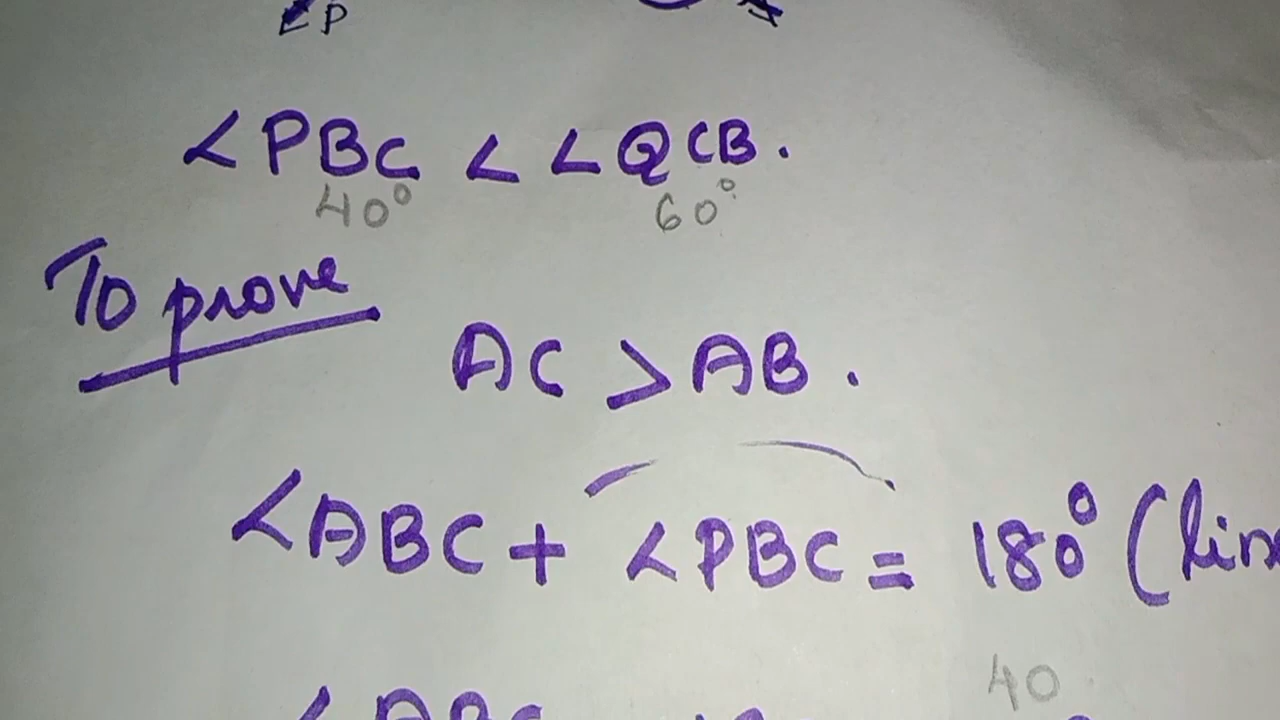 P
<PBC < <QCB.
40° 60°
To prove
AC > AB.
<ABC + <PBC = 180° (lin
40